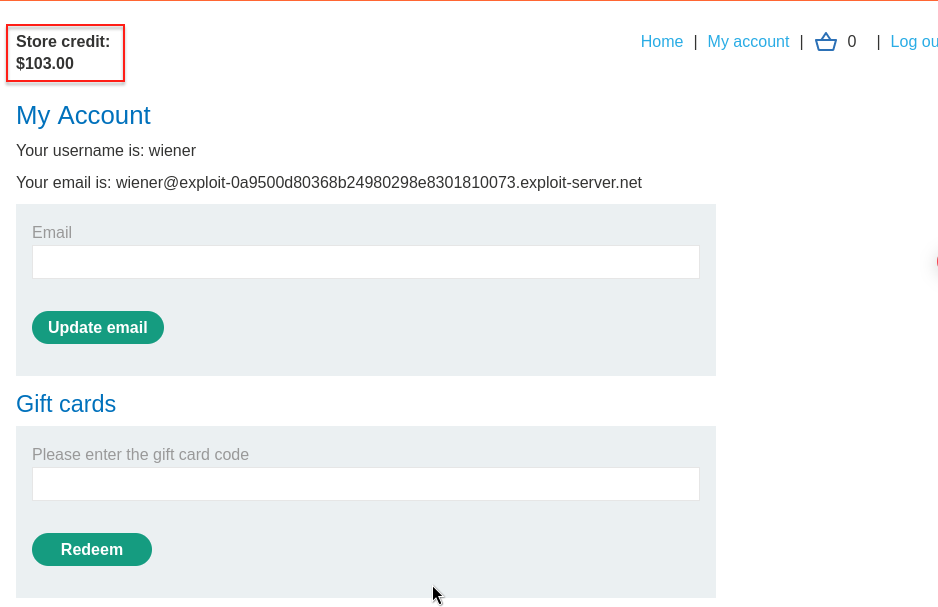 Store credit:
$103.00
Home | My account | 0 | Log ou
My Account
Your username is: wiener
Your email is: wiener@exploit-0a9500d80368b24980298e8301810073.exploit-server.net
Email
Update email
Gift cards
Please enter the gift card code
Redeem